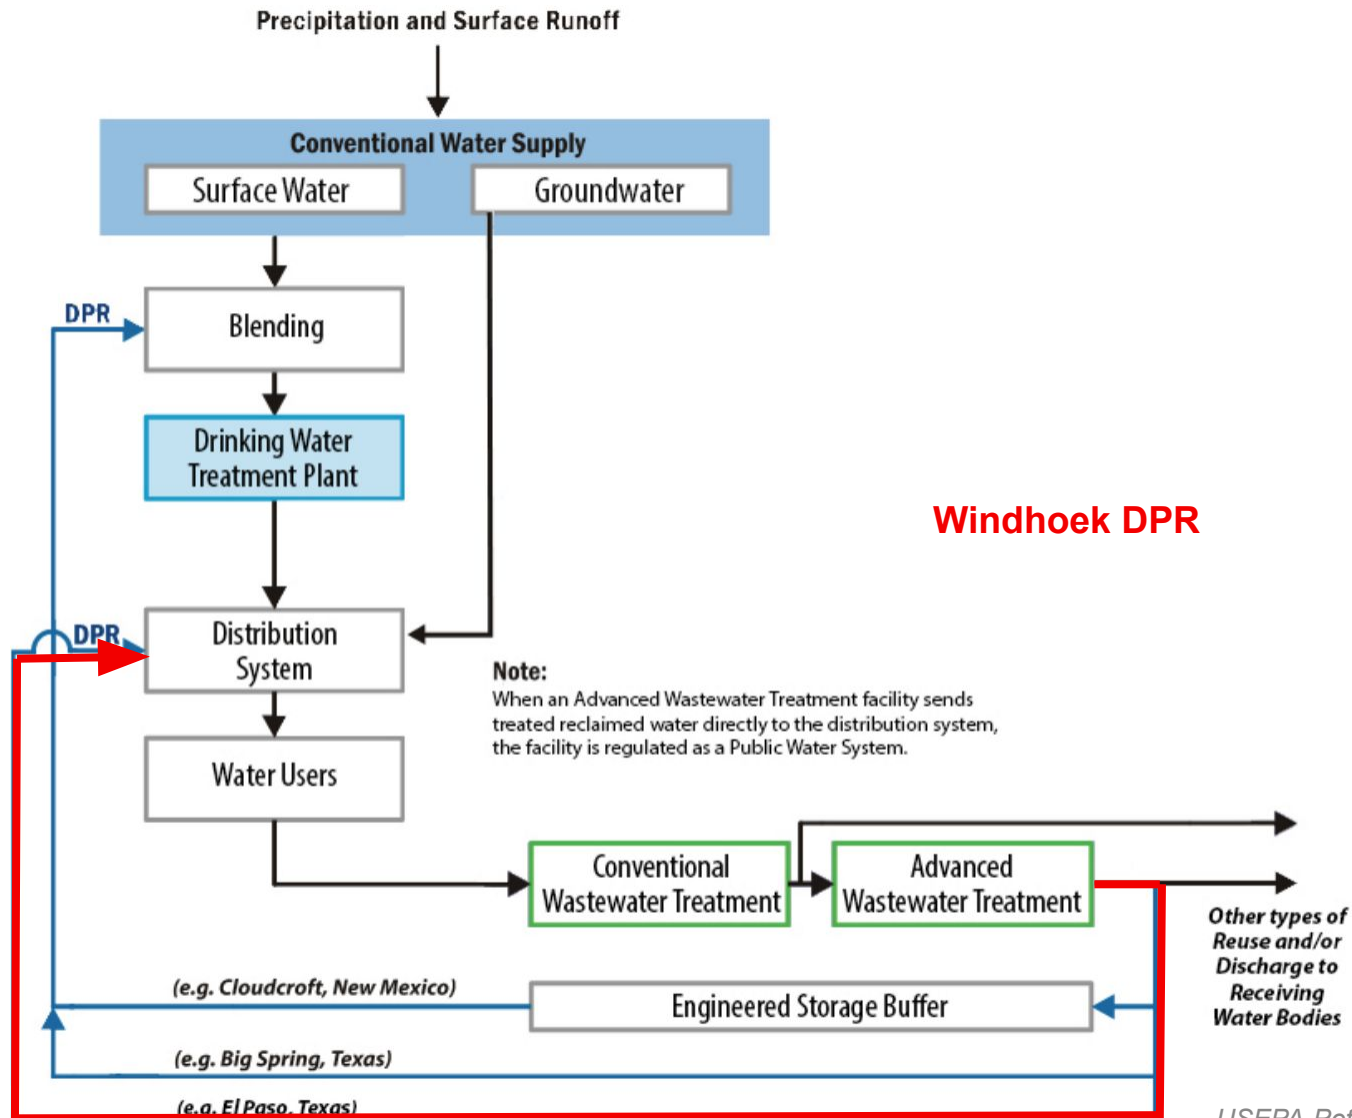 Precipitation and Surface Runoff
Conventional Water Supply
Surface Water
Groundwater
DPR
Blending
Drinking Water
Treatment Plant
Windhoek DPR
DPR
Distribution
System
Note:
When an Advanced Wastewater Treatment facility sends
treated reclaimed water directly to the distribution system,
the facility is regulated as a Public Water System.
Water Users
Conventional
Wastewater Treatment
Advanced
Wastewater Treatment
Other types of
Reuse and/or
Discharge to
Receiving
Water Bodies
(e.g. Cloudcroft, New Mexico)
Engineered Storage Buffer
(e.g. Big Spring, Texas)
(e.g. El Paso, Texas)
USEPA